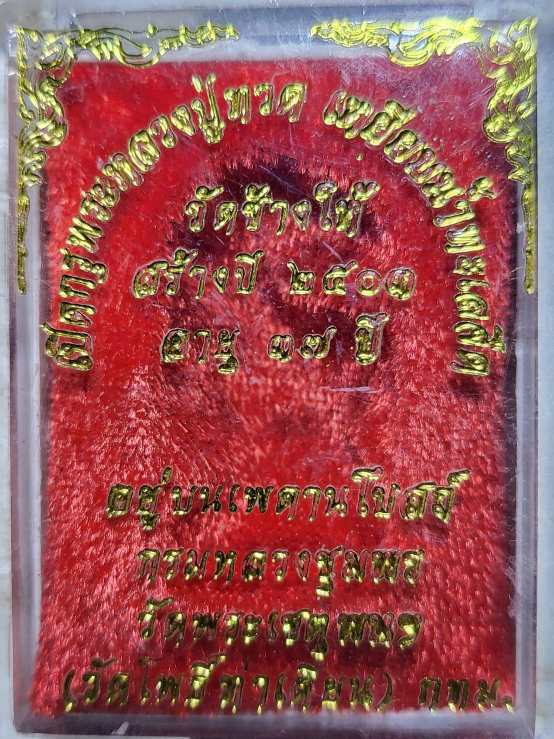 เปิดกรุพระหลวงปู่ทวด เหยียบน้ำทะเลจืด
วัดช้างให้
สร้างปี ๒๕๐๑
อายุ ๑๗ ปี
อยู่บนเพดานโบสถ์
กรมหลวงชุมพร
วัดพระเชตุพนฯ
(วัดโพธิ์ท่าเตียน) กทม.